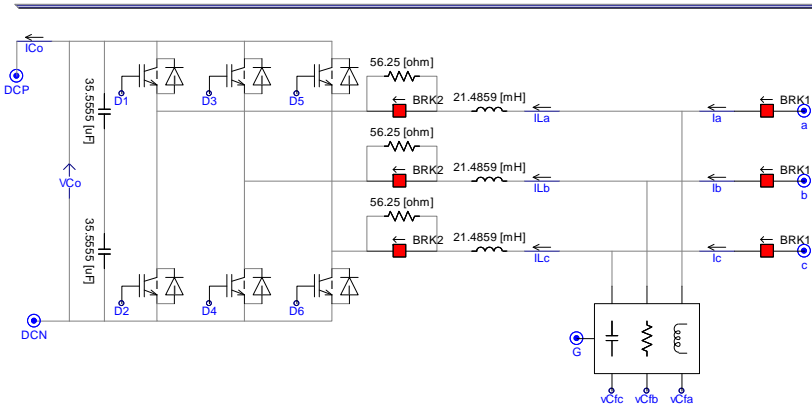 ICo
56.25 [ohm]
DCP
D1
D3
D5
BRK2
21.4859 [mH]
ILa
Ia
BRK1
a
35.5555 [uF]
56.25 [ohm]
VCo
BRK2
21.4859 [mH]
ILb
Ib
BRK1
b
56.25 [ohm]
35.5555 [uF]
BRK2
21.4859 [mH]
ILc
Ic
BRK1
c
D2
D4
D6
DCN
G
vCfc
vCfb
vCfa